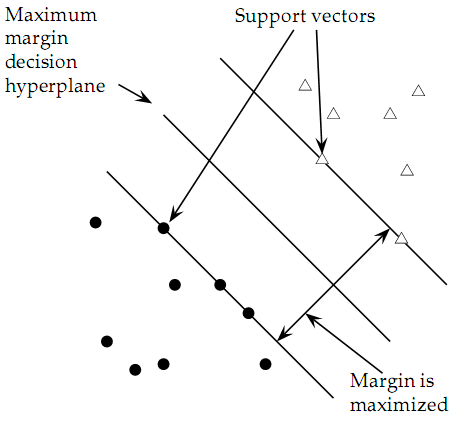 Maximum
margin
decision
hyperplane
Support vectors
Margin is
maximized